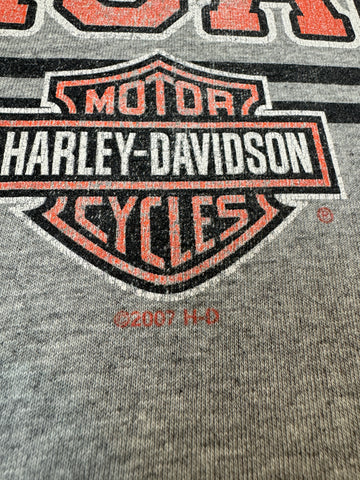 MOTOR
HARLEY-DAVIDSON
CYCLES
®
©2007 H-D